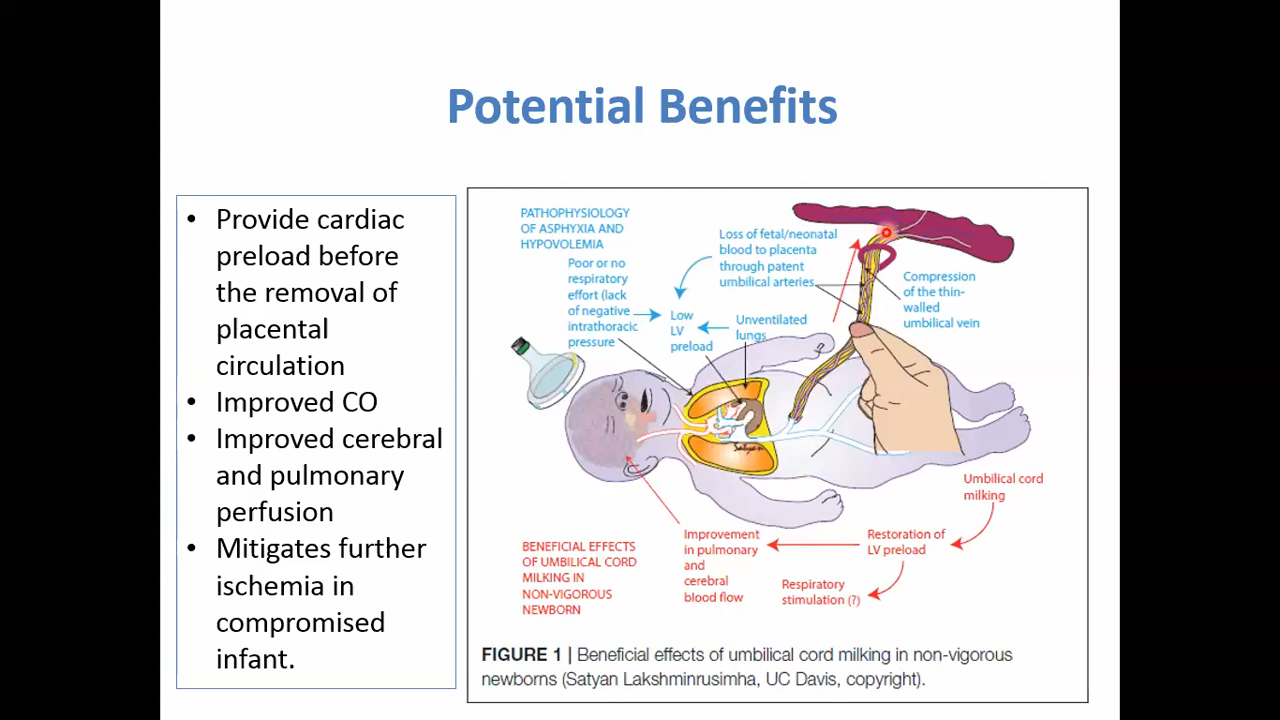 Potential Benefits
• Provide cardiac
preload before
the removal of
placental
circulation
• Improved CO
• Improved cerebral
and pulmonary
perfusion
• Mitigates further
ischemia in
compromised
infant.
PATHOPHYSIOLOGY
OF ASPHYXIA AND
HYPOVOLEMIA
Poor or no
respiratory
effort (lack
of negative
intrathoracic
pressure
Low
LV
preload
Loss of fetal/neonatal
blood to placenta
through patent
umbilical arteries
Unventilated
lungs
Compression
of the thin-
walled
umbilical vein
Satyan
Umbilical cord
milking
Restoration of
LV preload
Respiratory
stimulation (?)
Improvement
in pulmonary
and
cerebral
blood flow
BENEFICIAL EFFECTS
OF UMBILICAL CORD
MILKING IN
NON-VIGOROUS
NEWBORN
FIGURE 1 | Beneficial effects of umbilical cord milking in non-vigorous
newborns (Satyan Lakshminrusimha, UC Davis, copyright).